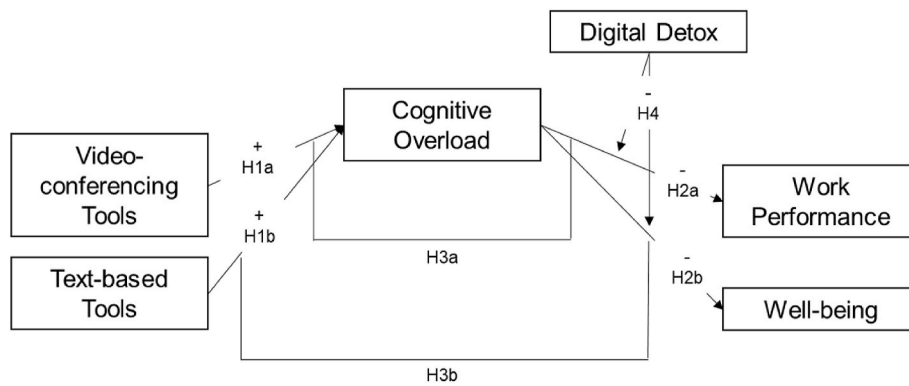 Digital Detox
-
H4
Cognitive
Overload
Video-
conferencing
Tools
+
H1a
+
H1b
Text-based
Tools
H3a
-
H2a
Work
Performance
-
H2b
Well-being
H3b